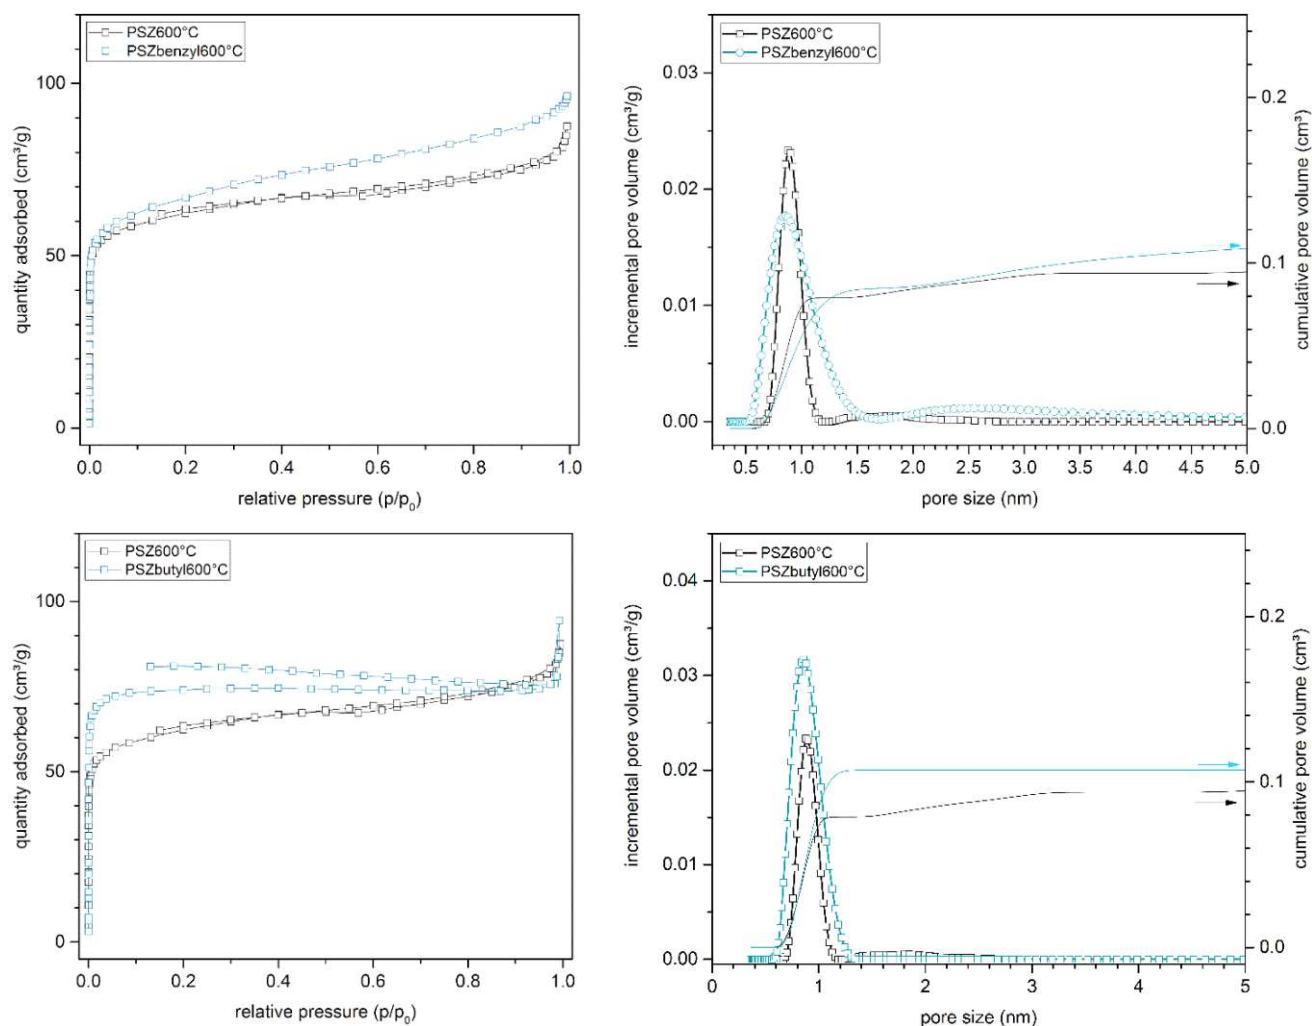 PSZ600°C
PSZbenzyl600°C
quantity adsorbed (cm³/g)
100
50
0
0.0 0.2 0.4 0.6 0.8 1.0
relative pressure (p/p₀)
PSZ600°C
PSZbenzyl600°C
incremental pore volume (cm³/g)
0.03
0.02
0.01
0.00
0.5 1.0 1.5 2.0 2.5 3.0 3.5 4.0 4.5 5.0
pore size (nm)
cumulative pore volume (cm³)
0.2
0.1
0.0
PSZ600°C
PSZbutyl600°C
quantity adsorbed (cm³/g)
100
50
0
0.0 0.2 0.4 0.6 0.8 1.0
relative pressure (p/p₀)
PSZ600°C
PSZbutyl600°C
incremental pore volume (cm³/g)
0.04
0.03
0.02
0.01
0.00
0 1 2 3 4 5
pore size (nm)
cumulative pore volume (cm³)
0.2
0.1
0.0